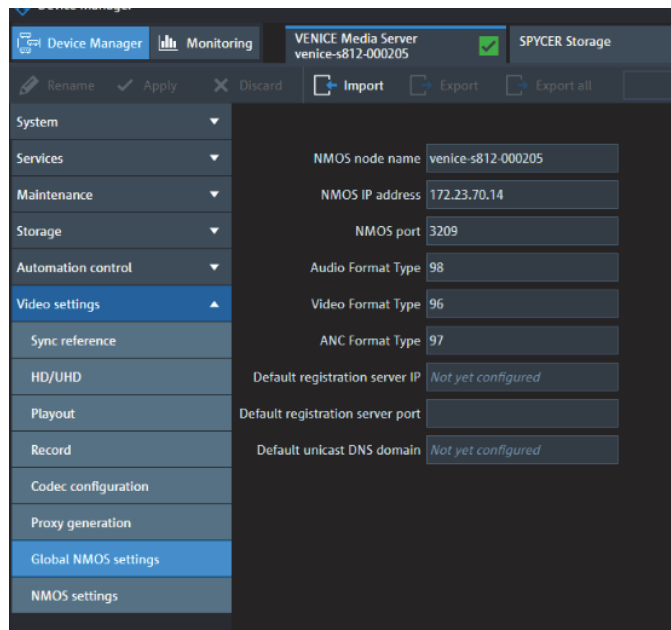 Device Manager
Device Manager
Monitoring
VENICE Media Server
venice-s812-000205
SPYCER Storage
Rename
Apply
Discard
Import
Export
Export all
System
Services
Maintenance
Storage
Automation control
Video settings
Sync reference
HD/UHD
Playout
Record
Codec configuration
Proxy generation
Global NMOS settings
NMOS settings
NMOS node name venice-s812-000205
NMOS IP address 172.23.70.14
NMOS port 3209
Audio Format Type 98
Video Format Type 96
ANC Format Type 97
Default registration server IP Not yet configured
Default registration server port
Default unicast DNS domain Not yet configured